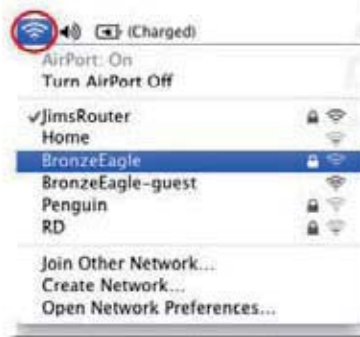 (Charged)
AirPort: On
Turn AirPort Off
JimsRouter
Home
BronzeEagle
BronzeEagle-guest
Penguin
RD
Join Other Network...
Create Network...
Open Network Preferences...